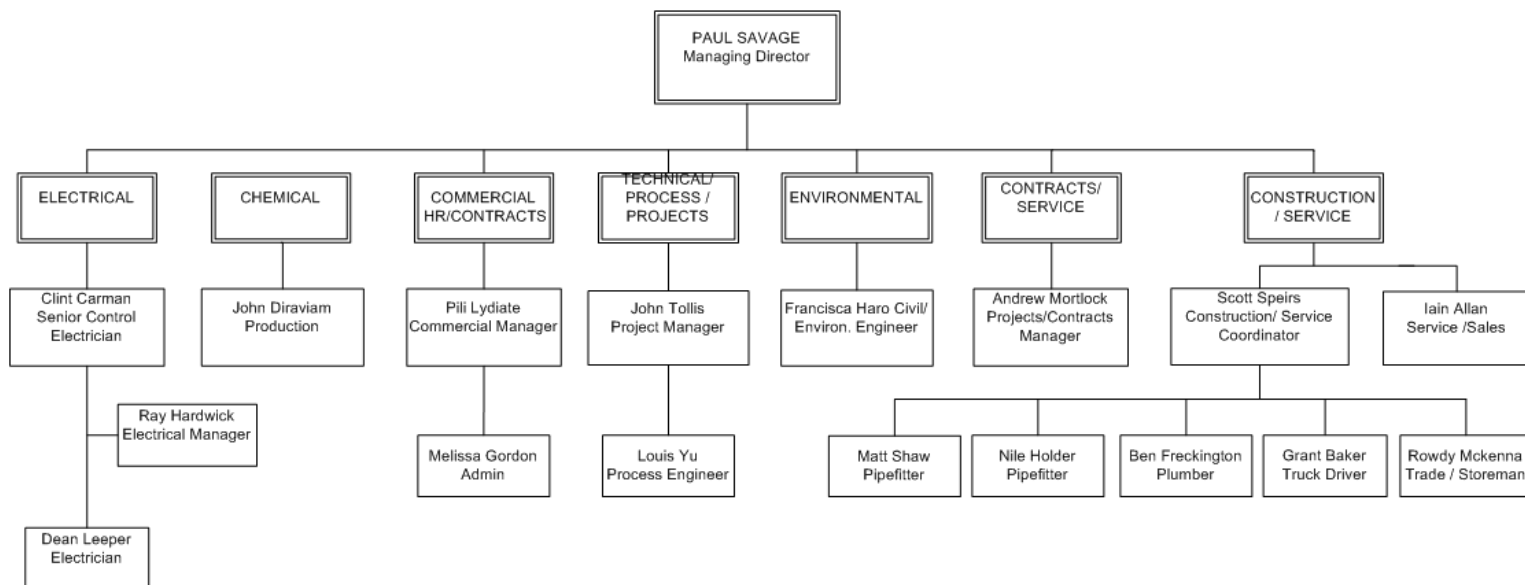 PAUL SAVAGE
Managing Director
ELECTRICAL
CHEMICAL
COMMERCIAL
HR/CONTRACTS
TECHNICAL/
PROCESS /
PROJECTS
ENVIRONMENTAL
CONTRACTS/
SERVICE
CONSTRUCTION
/ SERVICE
Clint Carman
Senior Control
Electrician
John Diraviam
Production
Pili Lydiate
Commercial Manager
John Tollis
Project Manager
Francisca Haro Civil/
Environ. Engineer
Andrew Mortlock
Projects/Contracts
Manager
Scott Speirs
Construction/ Service
Coordinator
Iain Allan
Service /Sales
Ray Hardwick
Electrical Manager
Melissa Gordon
Admin
Louis Yu
Process Engineer
Matt Shaw
Pipefitter
Nile Holder
Pipefitter
Ben Freckington
Plumber
Grant Baker
Truck Driver
Rowdy Mckenna
Trade / Storeman
Dean Leeper
Electrician